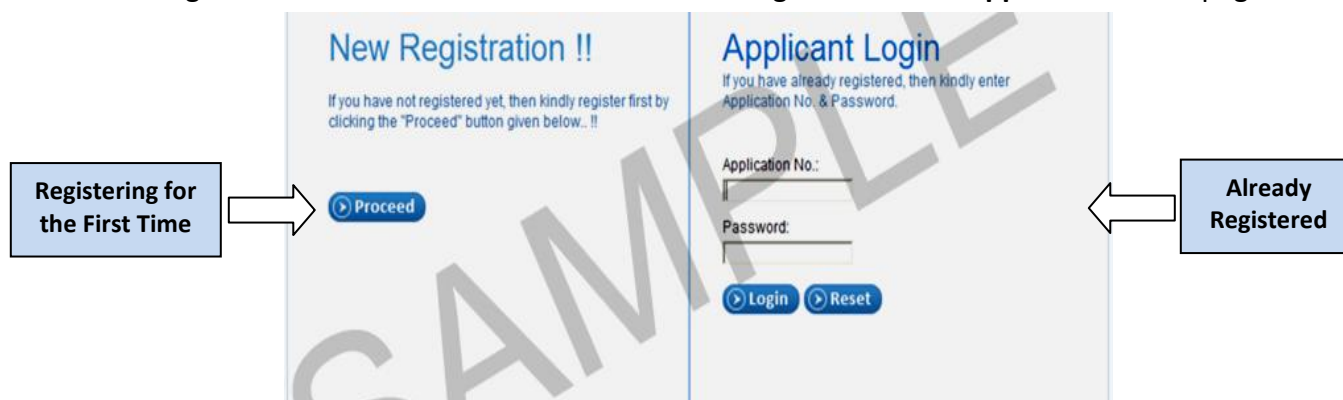 New Registration !!
If you have not registered yet, then kindly register first by
clicking the "Proceed" button given below.. !!
Proceed
Applicant Login
If you have already registered, then kindly enter
Application No. & Password.
Application No.:
Password:
Login Reset
Registering for
the First Time
Already
Registered
SAMPLE